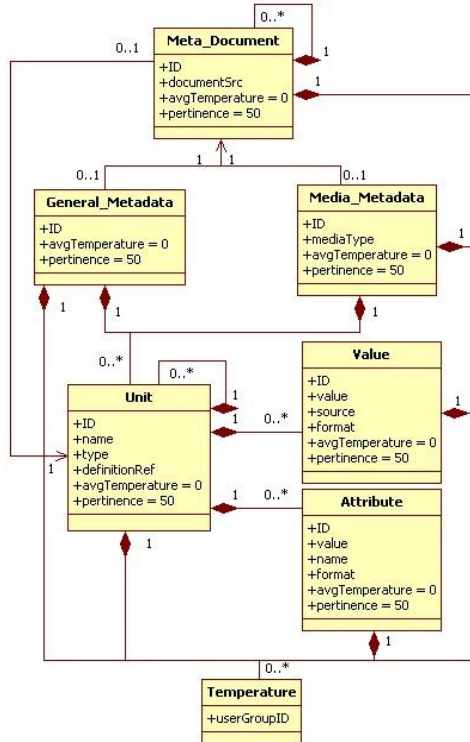 0..*
0..1
Meta_Document
1
+ID
+documentSrc
+avgTemperature = 0
+pertinence = 50
1
1
1
0..1
0..1
General_Metadata
+ID
+avgTemperature = 0
+pertinence = 50
Media_Metadata
+ID
+mediaType
+avgTemperature = 0
+pertinence = 50
1
1
1
1
0..*
0..*
Unit
+ID
+name
+type
+definitionRef
+avgTemperature = 0
+pertinence = 50
1
1
0..*
1
Value
+ID
+value
+source
+format
+avgTemperature = 0
+pertinence = 50
1
1
0..*
Attribute
+ID
+value
+name
+format
+avgTemperature = 0
+pertinence = 50
1
1
0..*
Temperature
+userGroupID